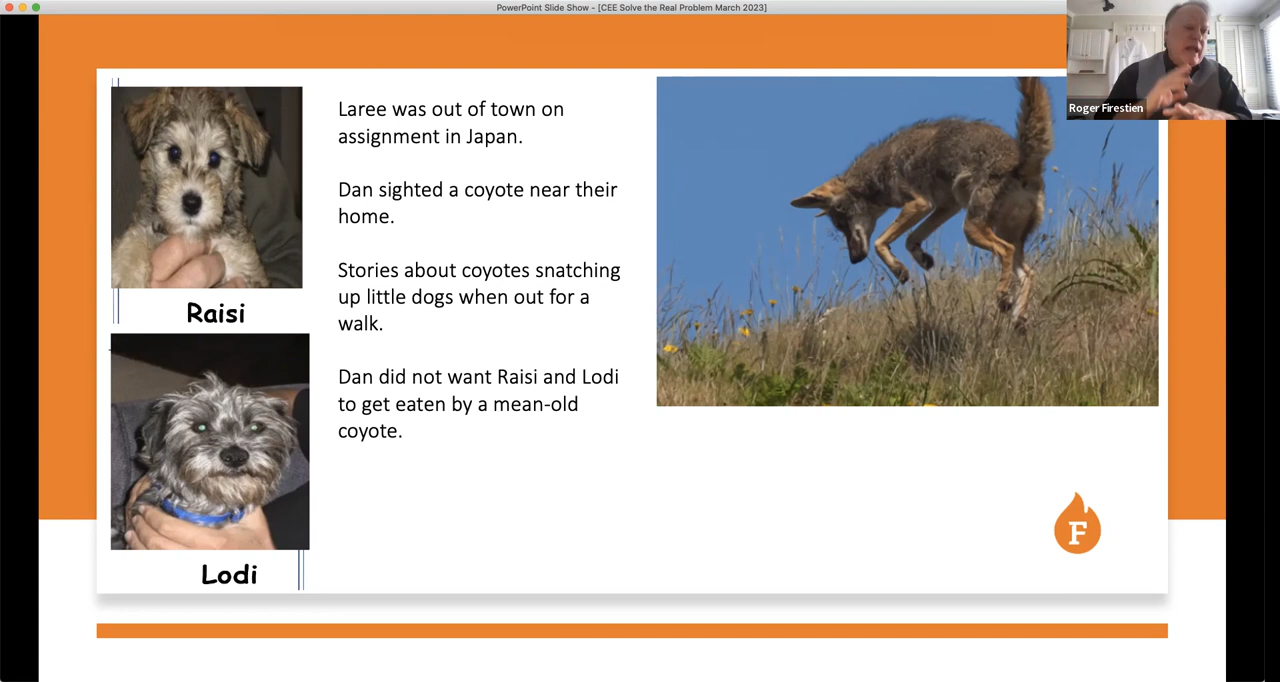 PowerPoint Slide Show - [CEE Solve the Real Problem March 2023]
Roger Firestien
Raisi
Lodi
Laree was out of town on
assignment in Japan.
Dan sighted a coyote near their
home.
Stories about coyotes snatching
up little dogs when out for a
walk.
Dan did not want Raisi and Lodi
to get eaten by a mean-old
coyote.
F